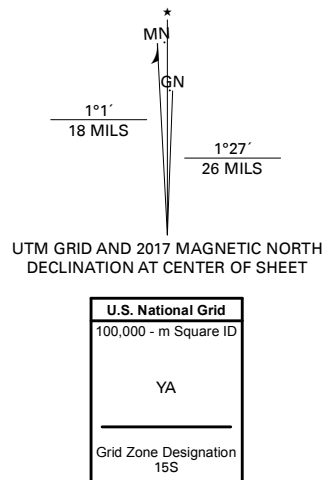 ★
MN
GN
1°1´
18 MILS
1°27´
26 MILS
UTM GRID AND 2017 MAGNETIC NORTH
DECLINATION AT CENTER OF SHEET
U.S. National Grid
100,000 - m Square ID
YA
Grid Zone Designation
15S